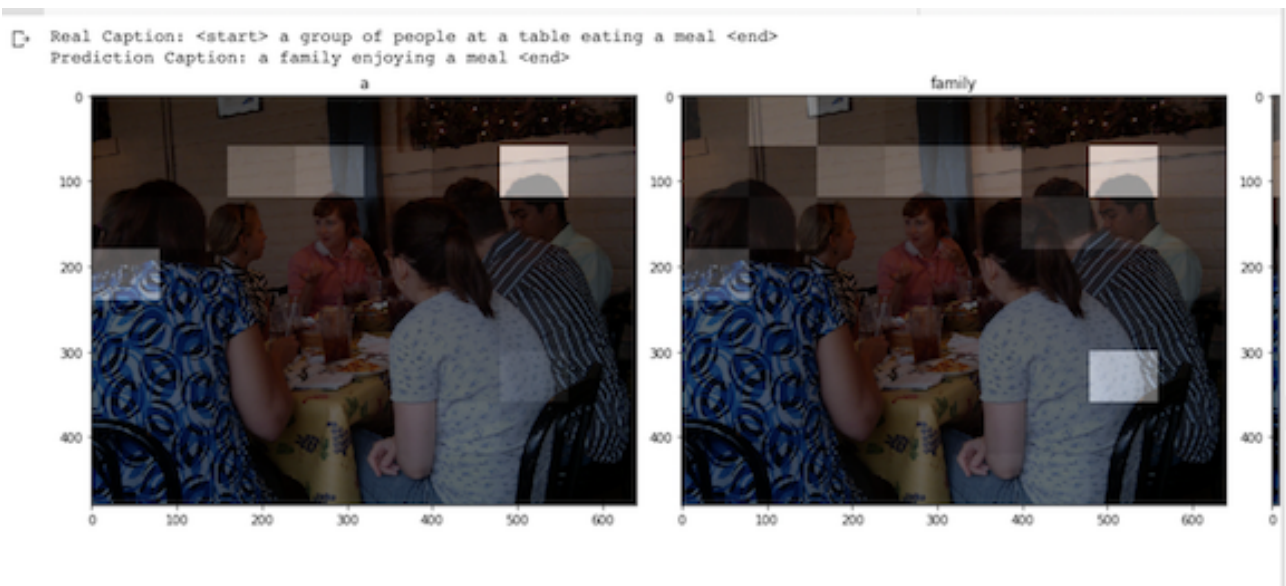 Real Caption: <start> a group of people at a table eating a meal <end>
Prediction Caption: a family enjoying a meal <end>
a
family
0
100
200
300
400
0 100 200 300 400 500 600
0
100
200
300
400
0 100 200 300 400 500 600
0
100
200
300
400
0